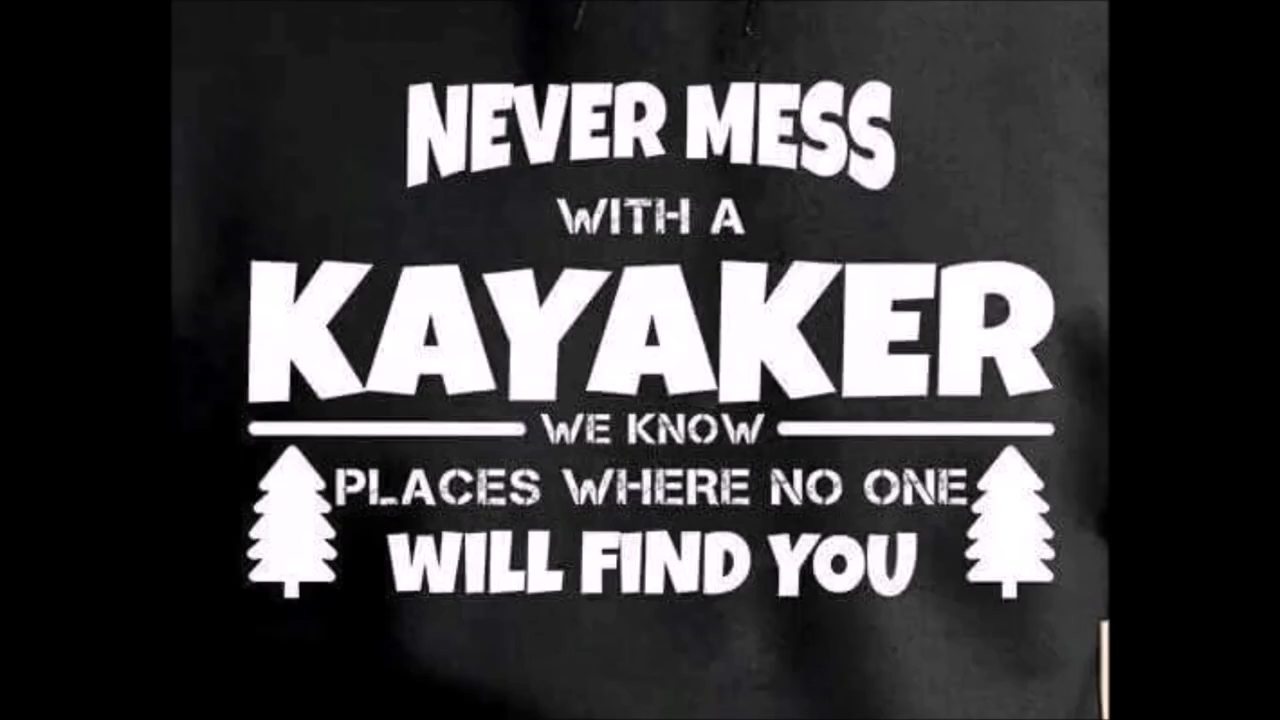 NEVER MESS
WITH A
KAYAKER
WE KNOW
PLACES WHERE NO ONE
WILL FIND YOU